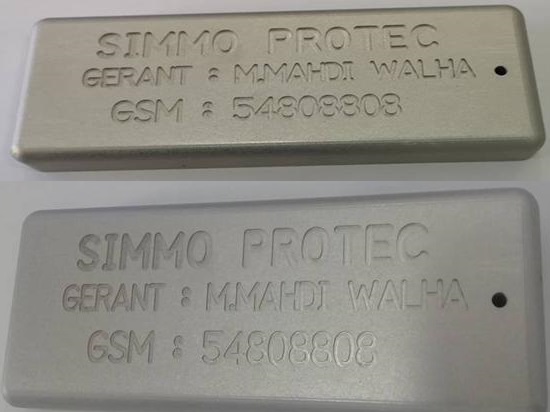 SIMMO PROTEC
GERANT : M.MAHDI WALHA
GSM : 54808808
SIMMO PROTEC
GERANT : M.MAHDI WALHA
GSM : 54808808